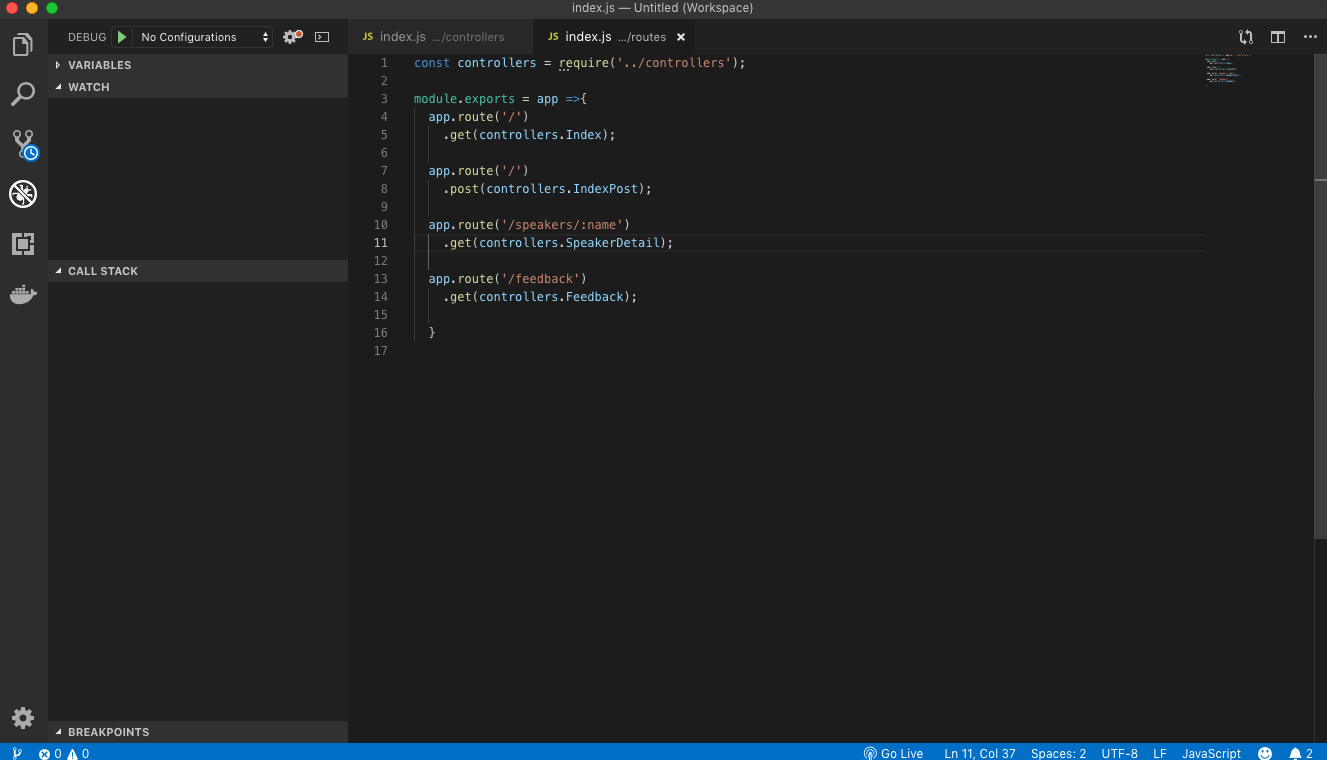 index.js — Untitled (Workspace)
DEBUG No Configurations
JS index.js .../controllers
JS index.js .../routes
VARIABLES
WATCH
CALL STACK
BREAKPOINTS
1 const controllers = require('../controllers');
2
3 module.exports = app =>{
4 app.route('/')
5 .get(controllers.Index);
6
7 app.route('/')
8 .post(controllers.IndexPost);
9
10 app.route('/speakers/:name')
11 .get(controllers.SpeakerDetail);
12
13 app.route('/feedback')
14 .get(controllers.Feedback);
15
16 }
17
0 0 Go Live Ln 11, Col 37 Spaces: 2 UTF-8 LF JavaScript 2